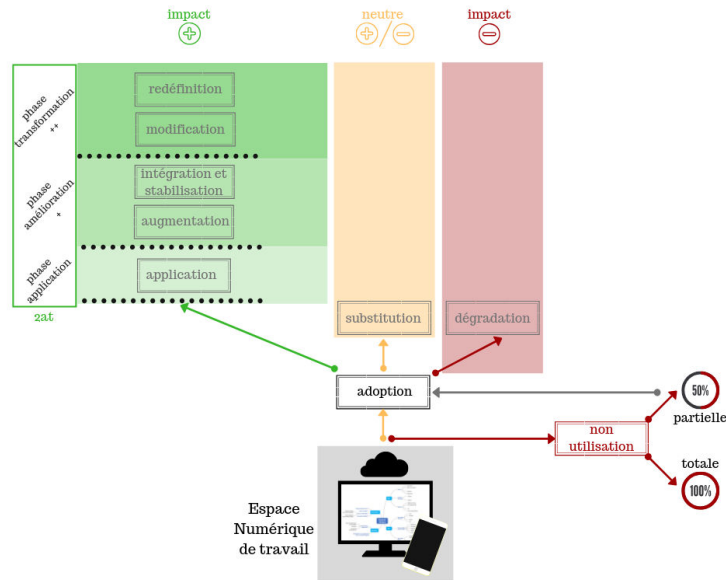 impact
neutre
impact
phase
transformation
++
redéfinition
modification
phase
amélioration
+
intégration et
stabilisation
augmentation
phase
application
application
2at
substitution
dégradation
adoption
50%
partielle
non
utilisation
totale
100%
Espace
Numérique
de travail